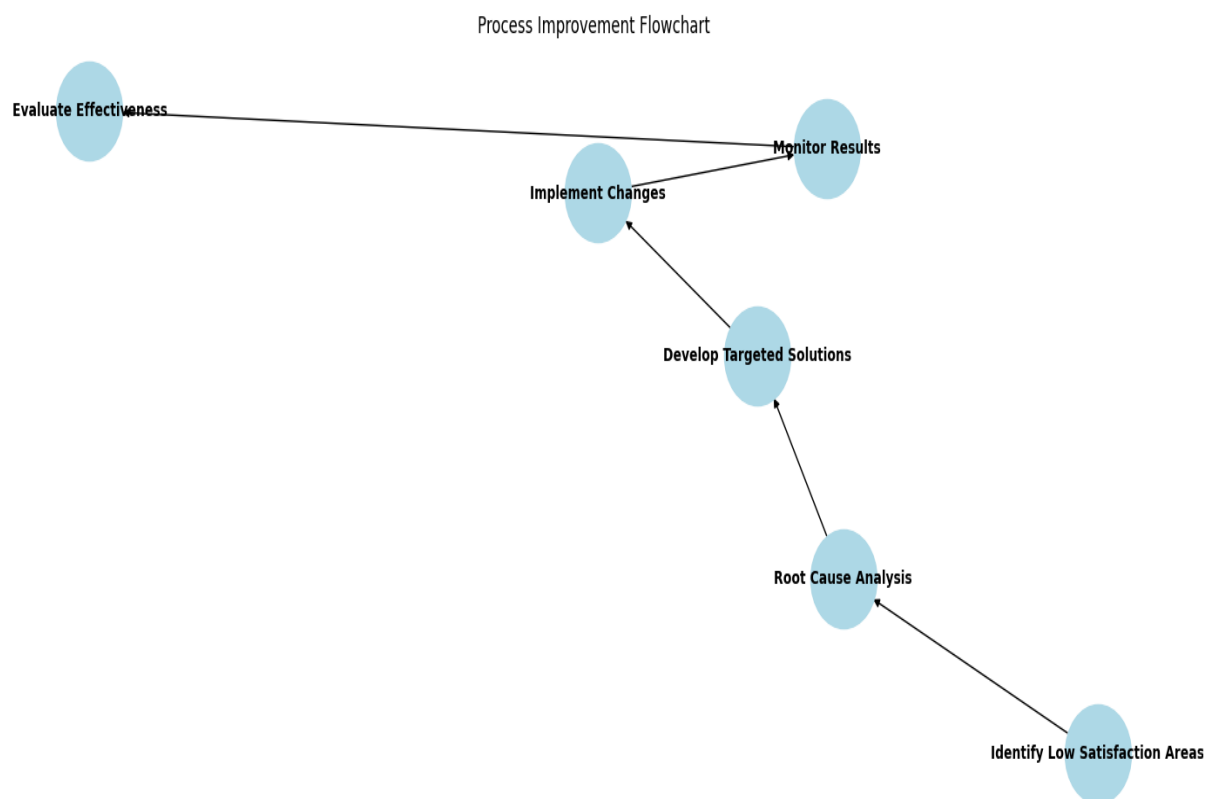 Process Improvement Flowchart
Evaluate Effectiveness
Monitor Results
Implement Changes
Develop Targeted Solutions
Root Cause Analysis
Identify Low Satisfaction Areas